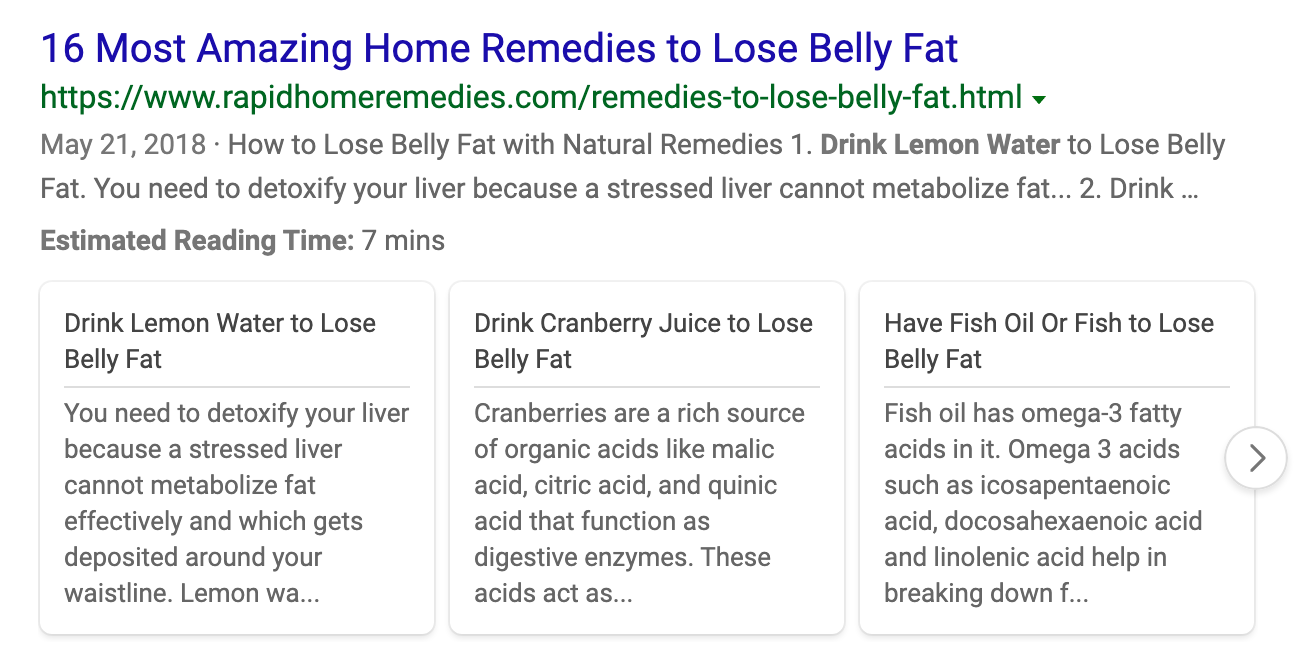 16 Most Amazing Home Remedies to Lose Belly Fat
https://www.rapidhomeremedies.com/remedies-to-lose-belly-fat.html
May 21, 2018 · How to Lose Belly Fat with Natural Remedies 1. Drink Lemon Water to Lose Belly
Fat. You need to detoxify your liver because a stressed liver cannot metabolize fat... 2. Drink ...
Estimated Reading Time: 7 mins
Drink Lemon Water to Lose
Belly Fat
You need to detoxify your liver
because a stressed liver
cannot metabolize fat
effectively and which gets
deposited around your
waistline. Lemon wa...
Drink Cranberry Juice to Lose
Belly Fat
Cranberries are a rich source
of organic acids like malic
acid, citric acid, and quinic
acid that function as
digestive enzymes. These
acids act as...
Have Fish Oil Or Fish to Lose
Belly Fat
Fish oil has omega-3 fatty
acids in it. Omega 3 acids
such as icosapentaenoic
acid, docosahexaenoic acid
and linolenic acid help in
breaking down f...